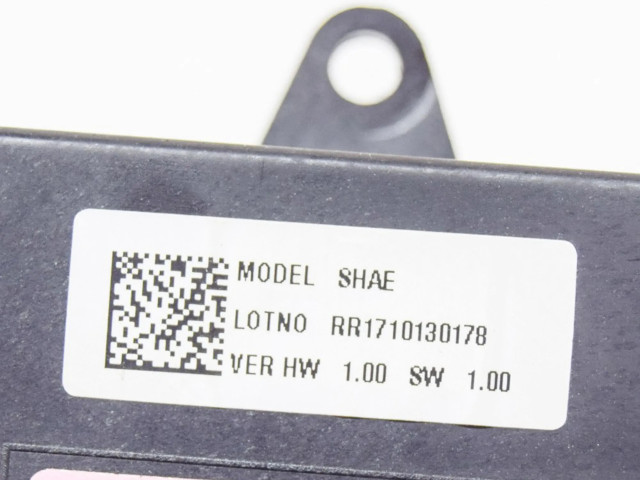 MODEL SHAE
LOTNO RR1710130178
VER HW 1.00 SW 1.00